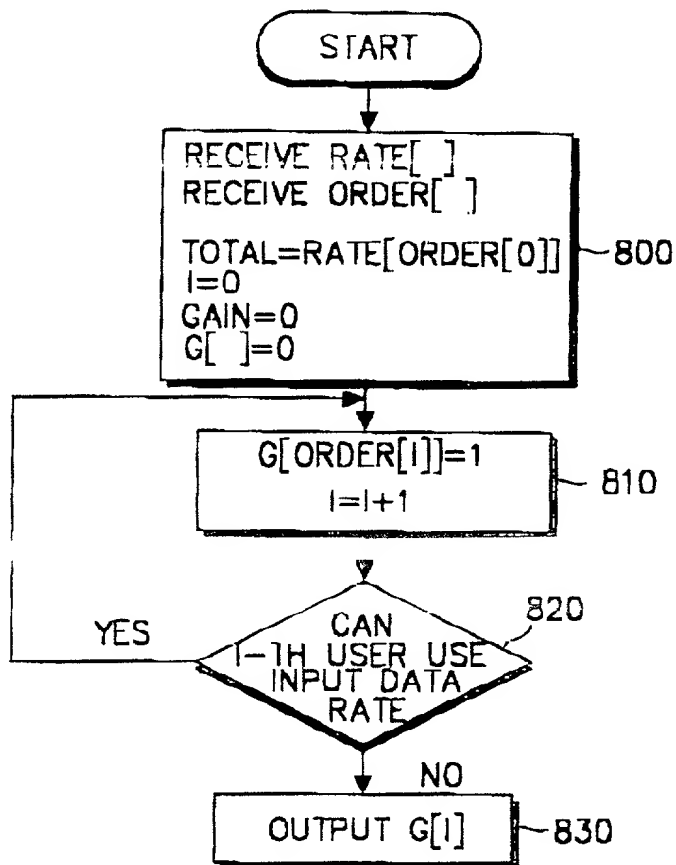 START
RECEIVE RATE[ ]
RECEIVE ORDER[ ]
TOTAL=RATE[ORDER[0]]
I=0
GAIN=0
G[ ]=0
800
G[ORDER[I]]=1
I=I+1
810
820
YES
CAN
I-TH USER USE
INPUT DATA
RATE
NO
OUTPUT G[I]
830